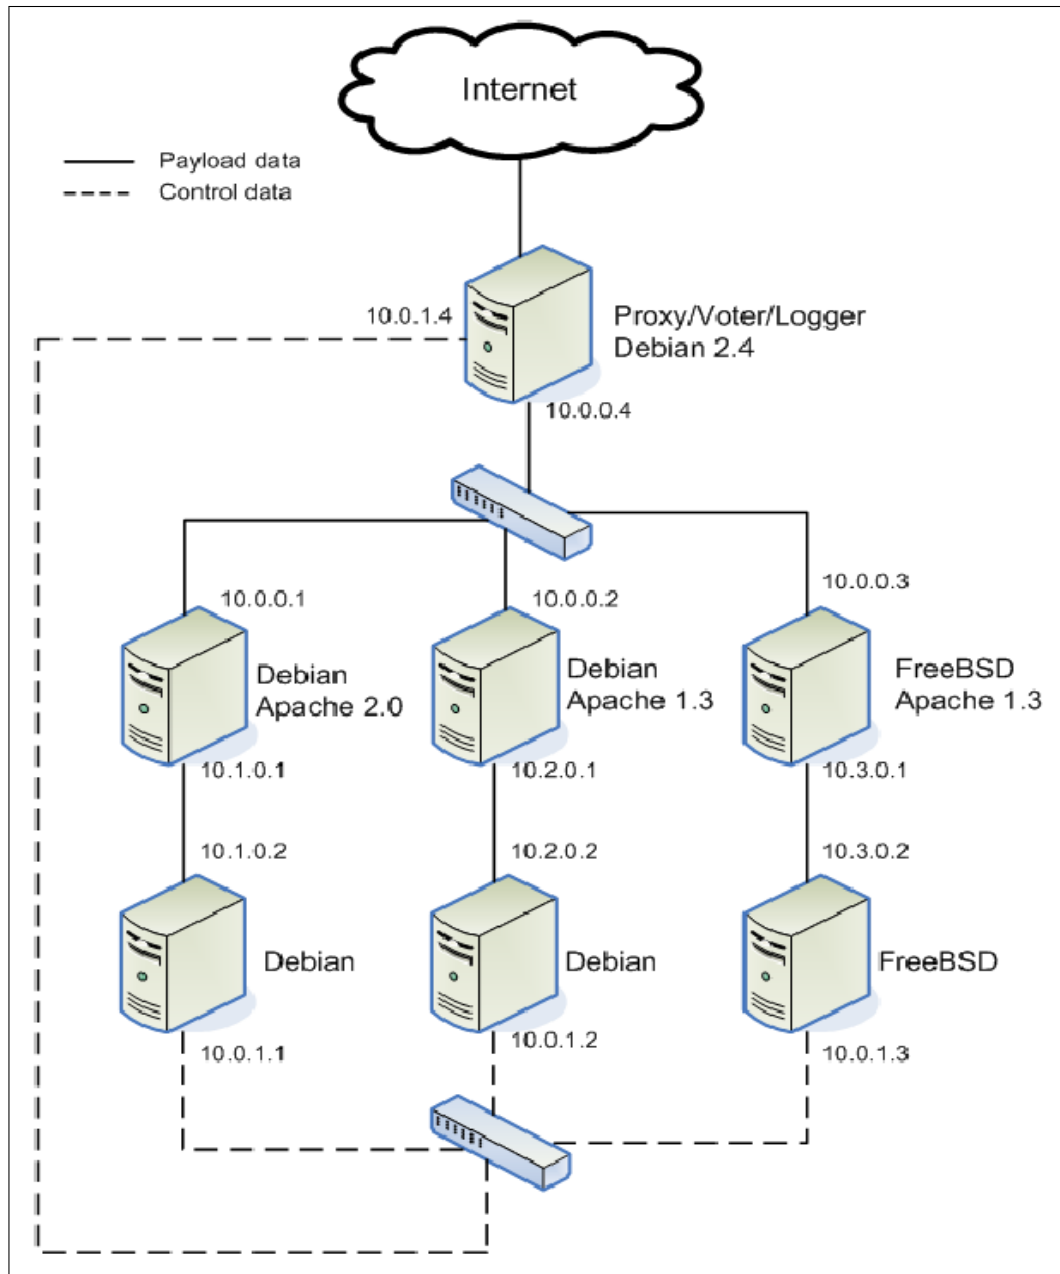 Internet
Payload data
Control data
10.0.1.4
Proxy/Voter/Logger
Debian 2.4
10.0.0.4
10.0.0.1
10.0.0.2
10.0.0.3
Debian
Apache 2.0
Debian
Apache 1.3
FreeBSD
Apache 1.3
10.1.0.1
10.2.0.1
10.3.0.1
10.1.0.2
10.2.0.2
10.3.0.2
Debian
Debian
FreeBSD
10.0.1.1
10.0.1.2
10.0.1.3